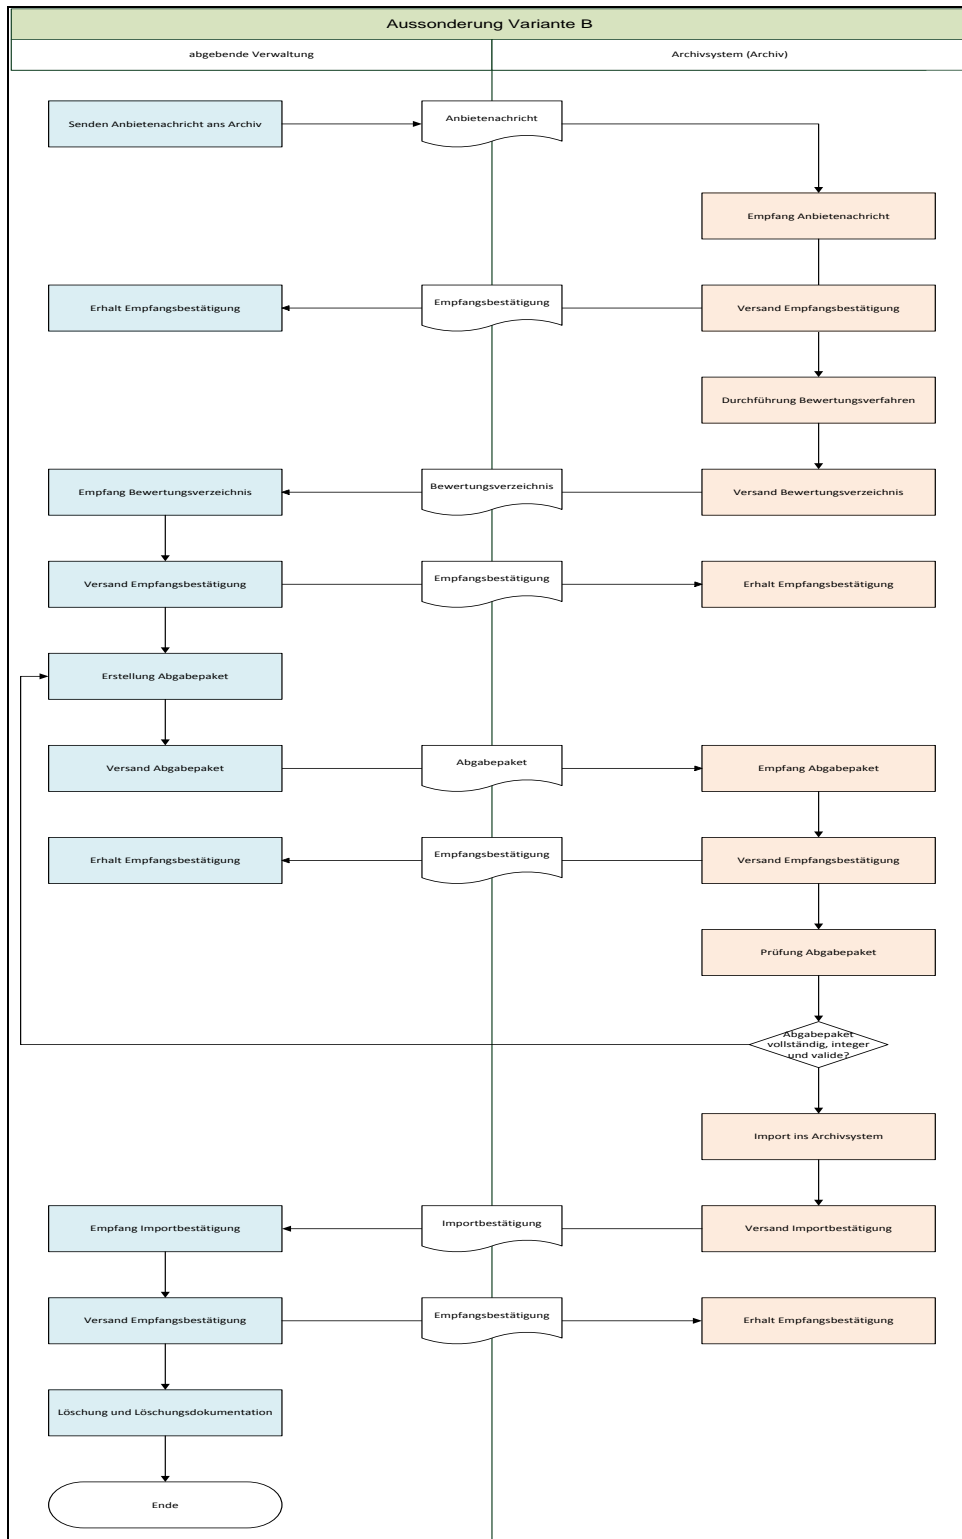 Aussonderung Variante B
abgebende Verwaltung
Archivsystem (Archiv)
Senden Anbietenachricht ans Archiv
Anbietenachricht
Empfang Anbietenachricht
Erhalt Empfangsbestätigung
Empfangsbestätigung
Versand Empfangsbestätigung
Durchführung Bewertungsverfahren
Empfang Bewertungsverzeichnis
Bewertungsverzeichnis
Versand Bewertungsverzeichnis
Versand Empfangsbestätigung
Empfangsbestätigung
Erhalt Empfangsbestätigung
Erstellung Abgabepaket
Versand Abgabepaket
Abgabepaket
Empfang Abgabepaket
Erhalt Empfangsbestätigung
Empfangsbestätigung
Versand Empfangsbestätigung
Prüfung Abgabepaket
Abgabepaket
vollständig, integer
und valide?
Import ins Archivsystem
Empfang Importbestätigung
Importbestätigung
Versand Importbestätigung
Versand Empfangsbestätigung
Empfangsbestätigung
Erhalt Empfangsbestätigung
Löschung und Löschungsdokumentation
Ende